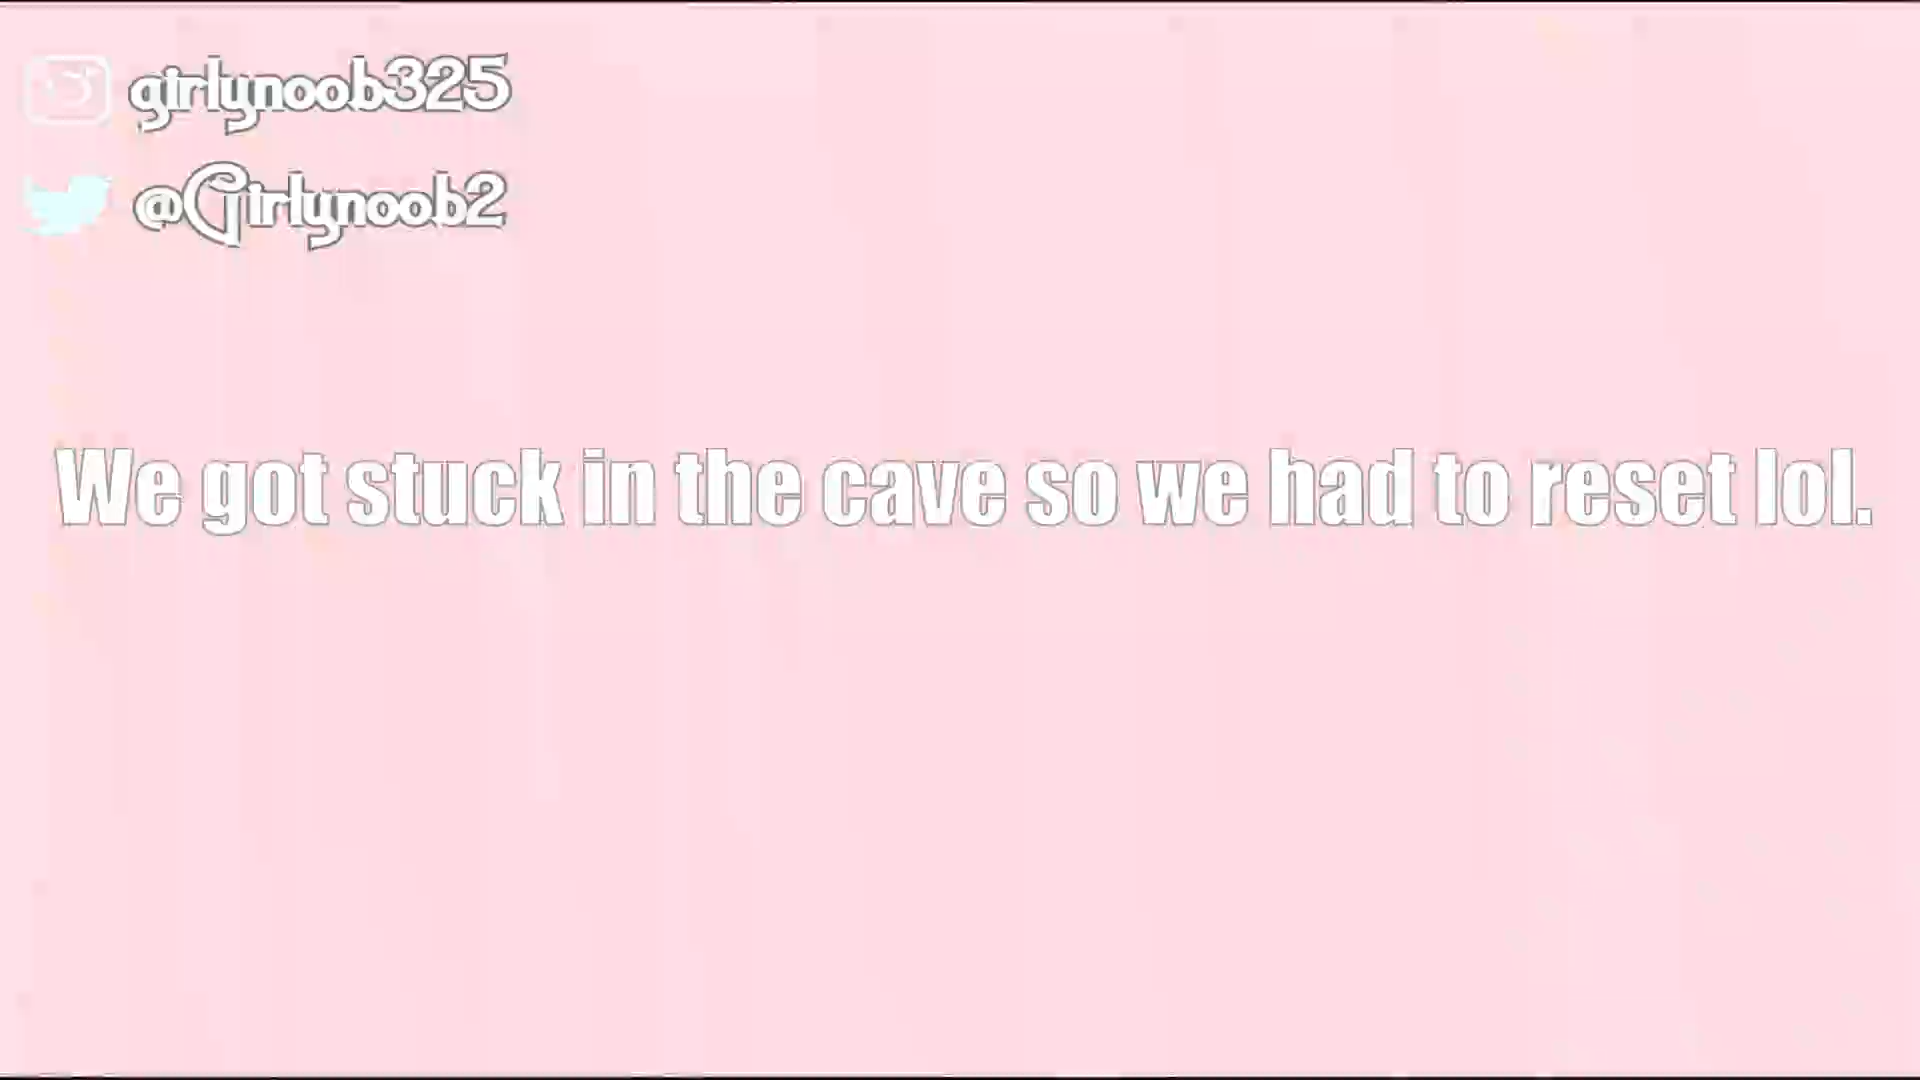 girlynoob325
@Girlynoob2
We got stuck in the cave so we had to reset lol.